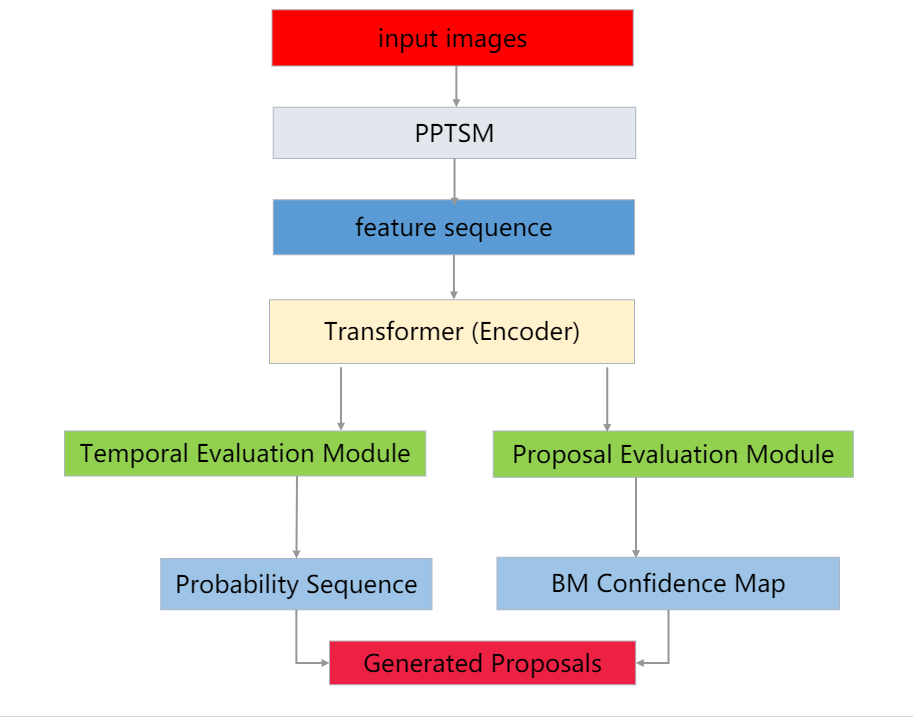 input images
PPTSM
feature sequence
Transformer (Encoder)
Temporal Evaluation Module
Proposal Evaluation Module
Probability Sequence
BM Confidence Map
Generated Proposals